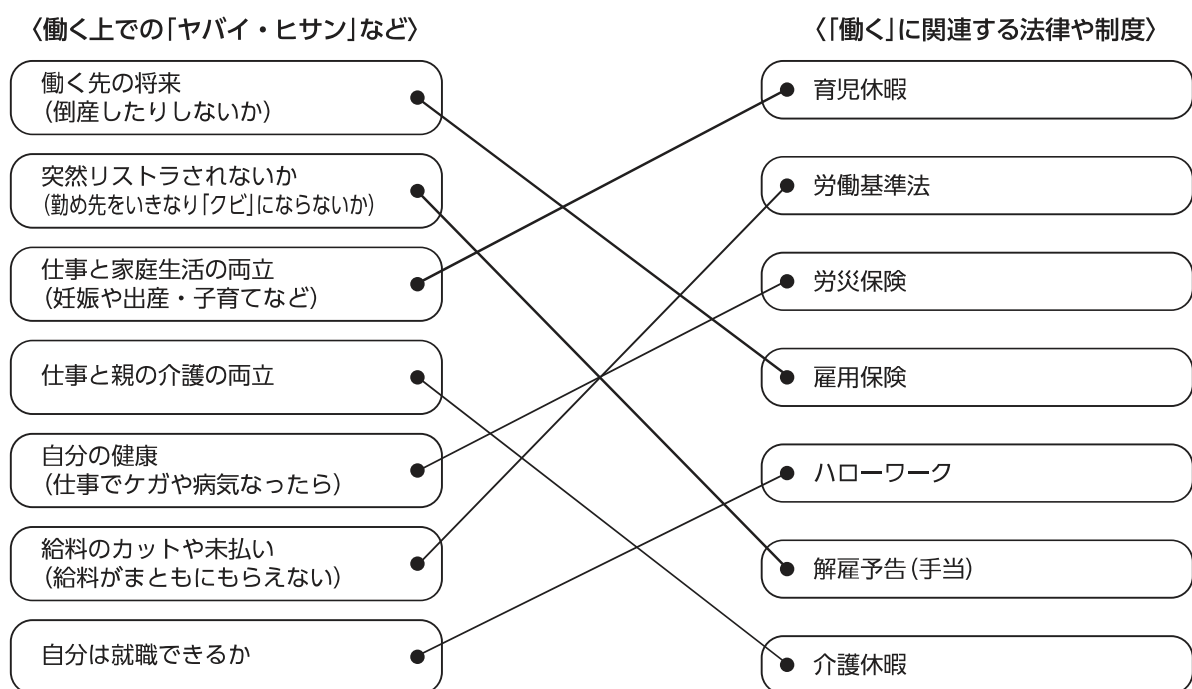 〈働く上での「ヤバイ・ヒサン」など〉
働く先の将来
（倒産したりしないか）
突然リストラされないか
（勤め先をいきなり「クビ」にならないか）
仕事と家庭生活の両立
（妊娠や出産・子育てなど）
仕事と親の介護の両立
自分の健康
（仕事でケガや病気なったら）
給料のカットや未払い
（給料がまともにもらえない）
自分は就職できるか
〈「働く」に関連する法律や制度〉
育児休暇
労働基準法
労災保険
雇用保険
ハローワーク
解雇予告（手当）
介護休暇